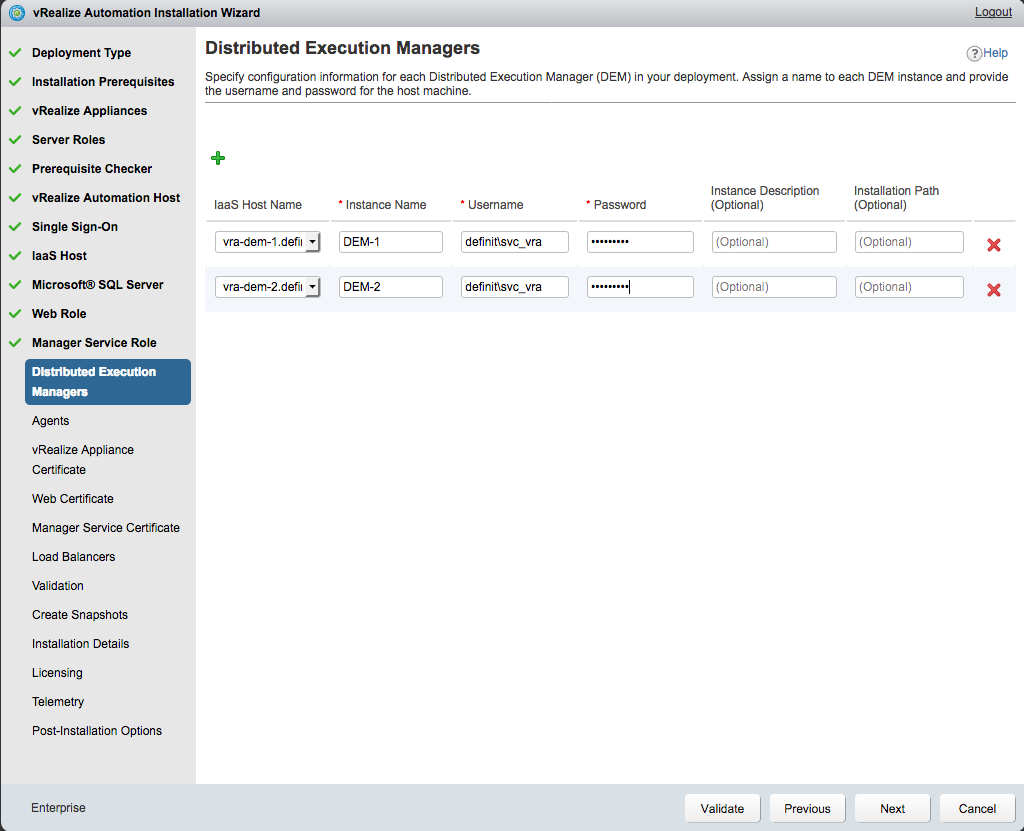 vRealize Automation Installation Wizard
Logout
Deployment Type
Installation Prerequisites
vRealize Appliances
Server Roles
Prerequisite Checker
vRealize Automation Host
Single Sign-On
IaaS Host
Microsoft® SQL Server
Web Role
Manager Service Role
Distributed Execution
Managers
Agents
vRealize Appliance
Certificate
Web Certificate
Manager Service Certificate
Load Balancers
Validation
Create Snapshots
Installation Details
Licensing
Telemetry
Post-Installation Options
Distributed Execution Managers
? Help
Specify configuration information for each Distributed Execution Manager (DEM) in your deployment. Assign a name to each DEM instance and provide
the username and password for the host machine.
IaaS Host Name * Instance Name * Username * Password Instance Description (Optional) Installation Path (Optional)
vra-dem-1.defin DEM-1 definit\svc_vra ••••••••• (Optional) (Optional)
vra-dem-2.defin DEM-2 definit\svc_vra ••••••••• (Optional) (Optional)
Enterprise
Validate Previous Next Cancel